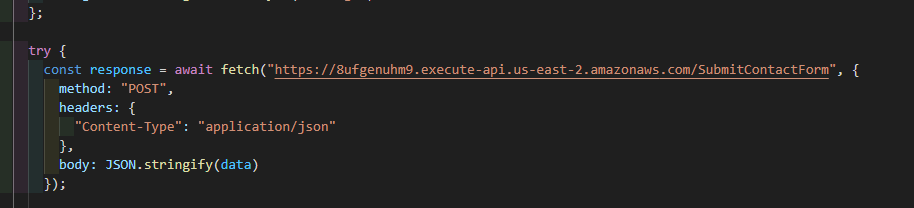 };
try {
const response = await fetch("https://8ufgenuhm9.execute-api.us-east-2.amazonaws.com/SubmitContactForm", {
method: "POST",
headers: {
"Content-Type": "application/json"
},
body: JSON.stringify(data)
});